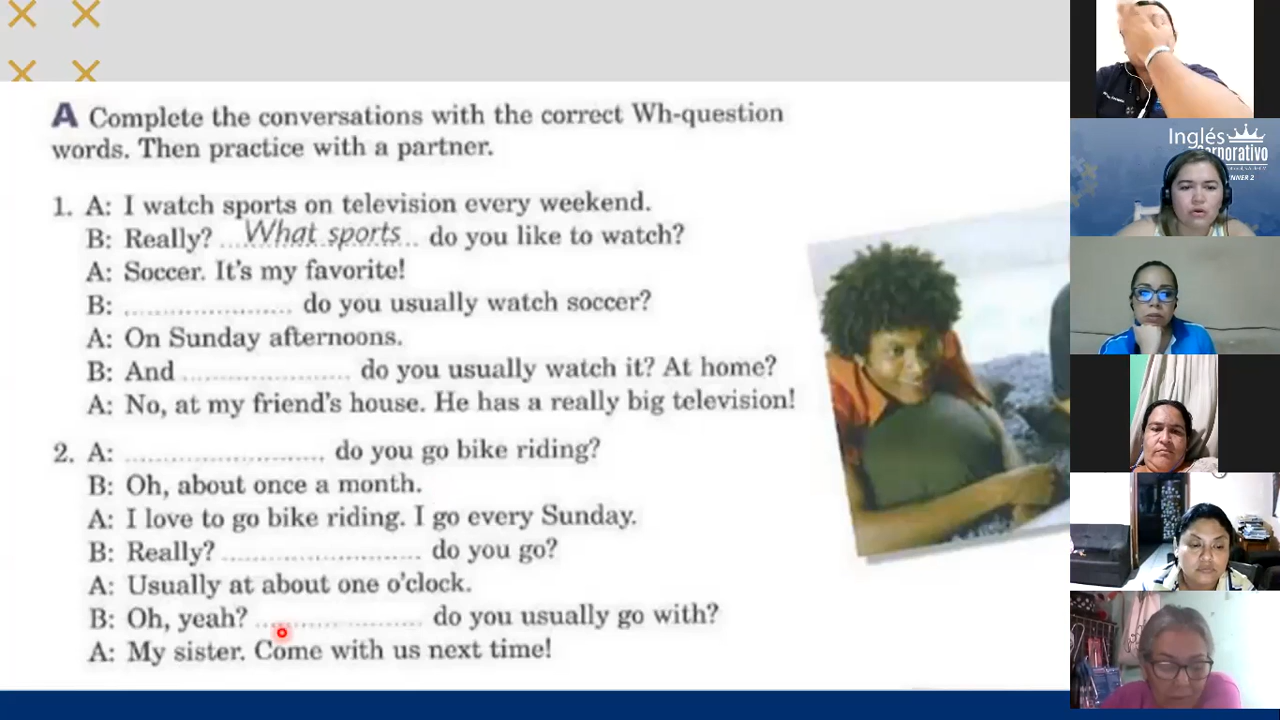 A Complete the conversations with the correct Wh-question
words. Then practice with a partner.
1. A: I watch sports on television every weekend.
B: Really? What sports do you like to watch?
A: Soccer. It's my favorite!
B: .................... do you usually watch soccer?
A: On Sunday afternoons.
B: And .................... do you usually watch it? At home?
A: No, at my friend's house. He has a really big television!
2. A: ........................ do you go bike riding?
B: Oh, about once a month.
A: I love to go bike riding. I go every Sunday.
B: Really? ........................ do you go?
A: Usually at about one o'clock.
B: Oh, yeah? .................... do you usually go with?
A: My sister. Come with us next time!
Inglés
Corporativo